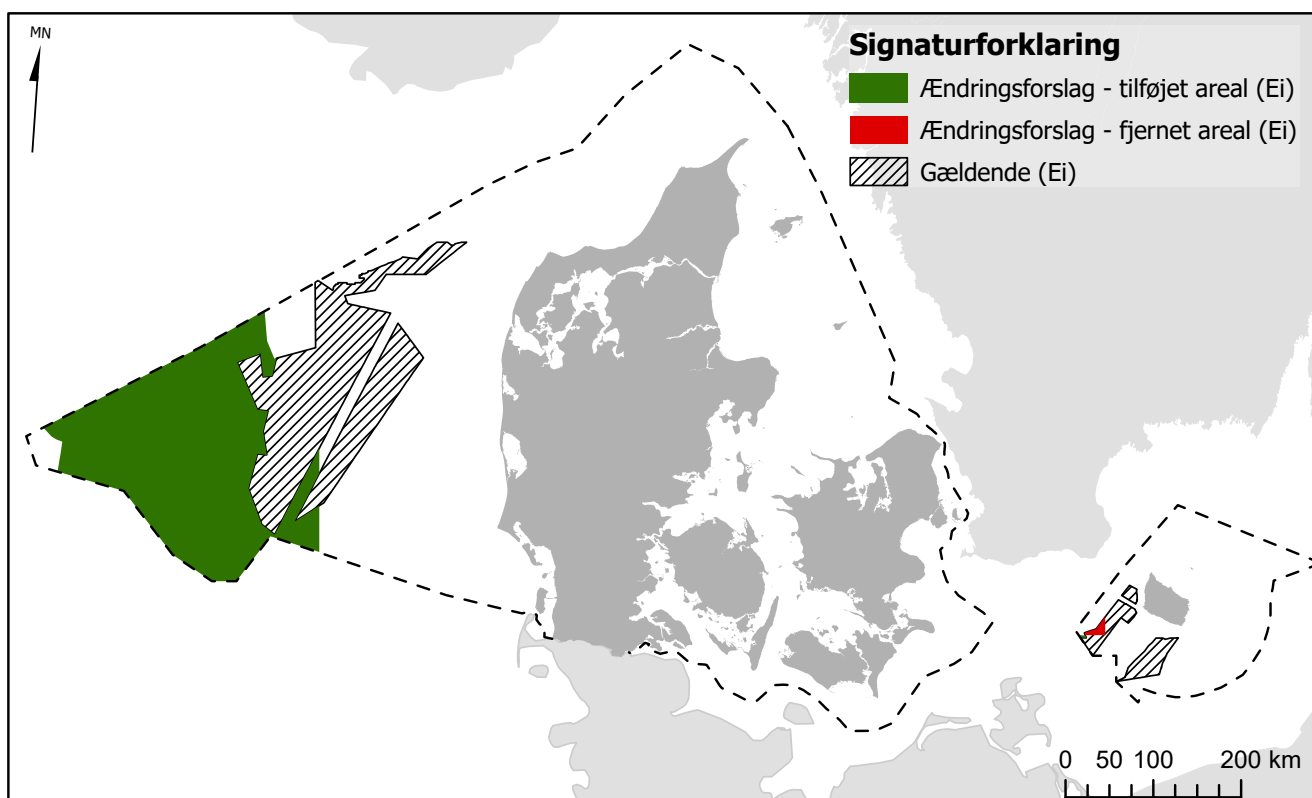 MN
Signaturforklaring
Ændringsforslag - tilføjet areal (Ei)
Ændringsforslag - fjernet areal (Ei)
Gældende (Ei)
0 50 100 200 km